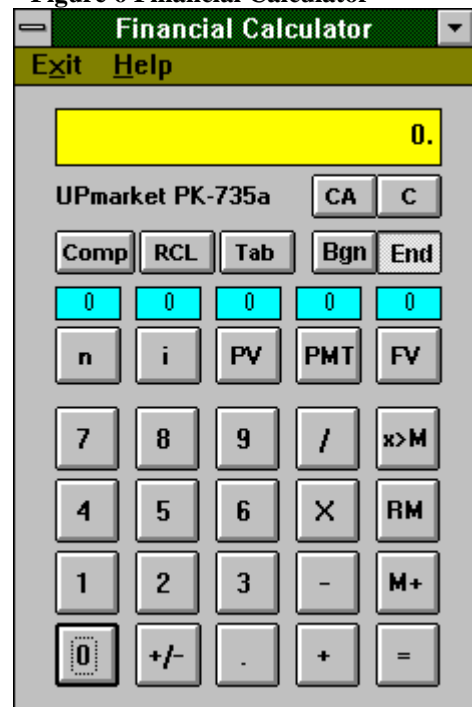 Figure 6 Financial Calculator
Financial Calculator
Exit Help
0.
UPmarket PK-735a CA C
Comp RCL Tab Bgn End
0 0 0 0 0
n i PV PMT FV
7 8 9 / x>M
4 5 6 X RM
1 2 3 - M+
0 +/- . + =